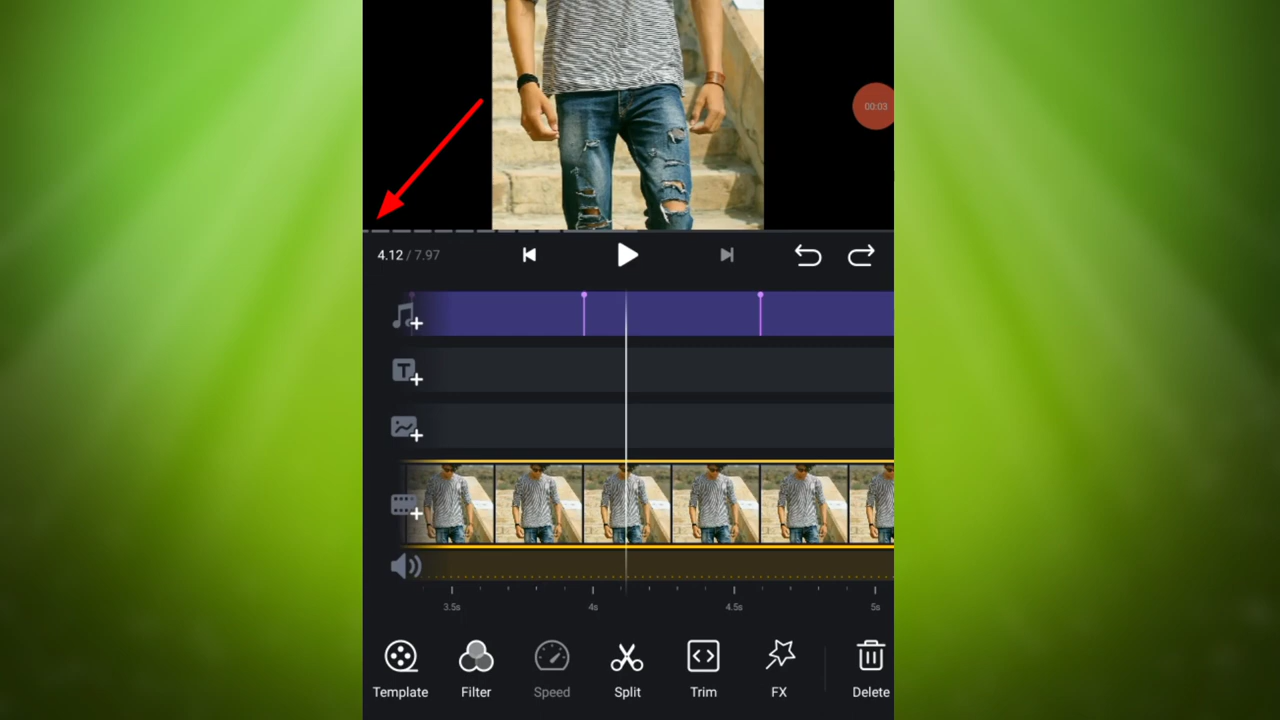 00:03
4.12 / 7.97
T
3.5s 4s 4.5s 5s
Template Filter Speed Split Trim FX Delete